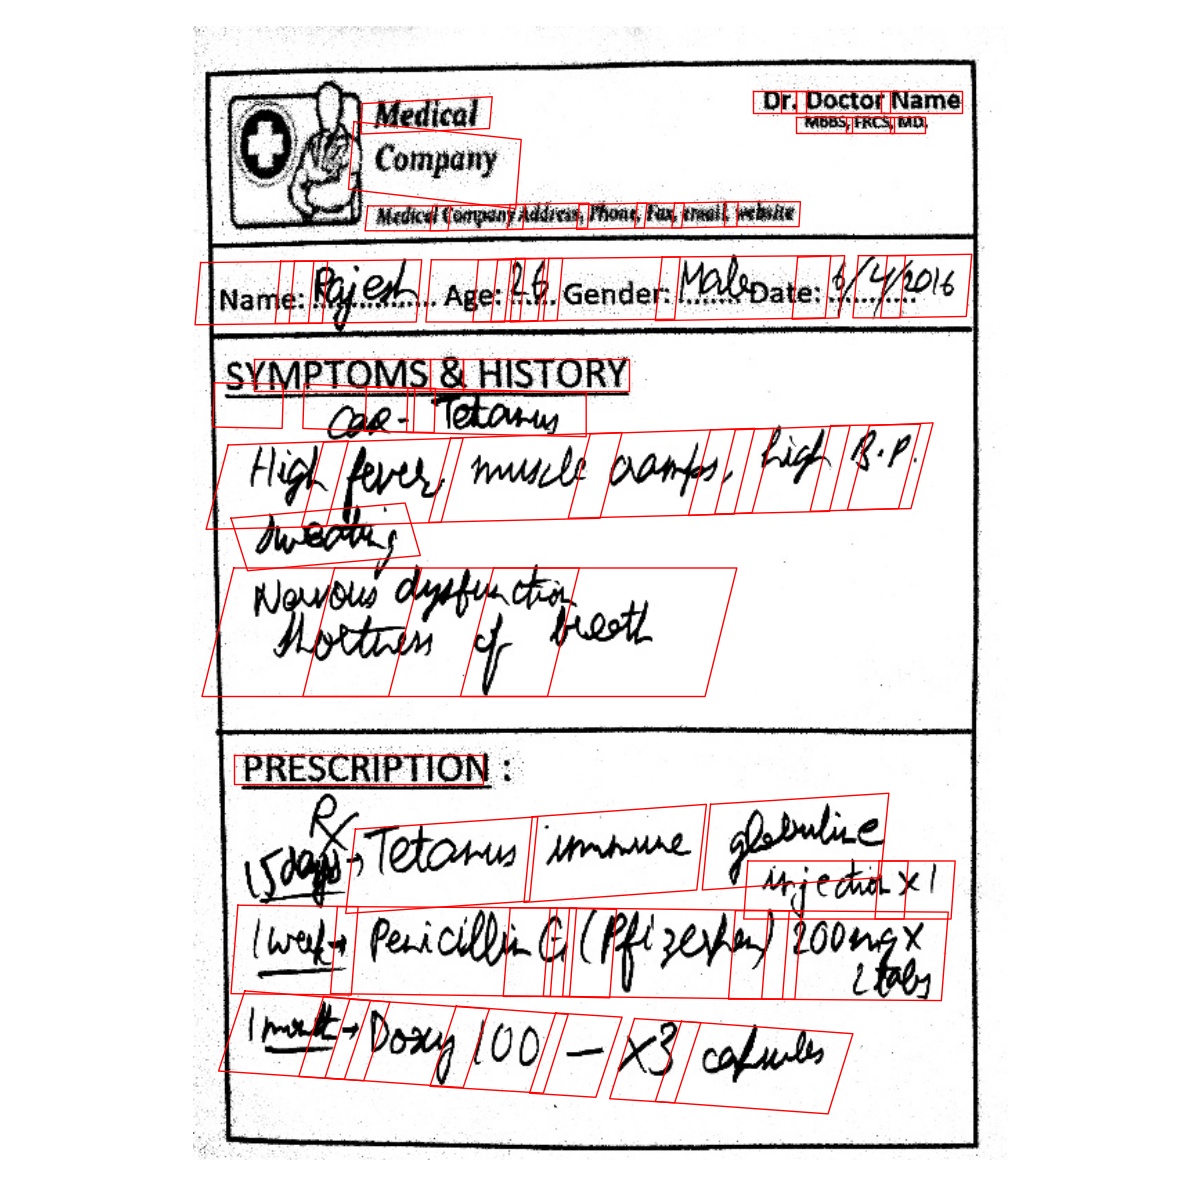 Medical
Company
Dr. Doctor Name
MBBS, FRCS, MD.
Medical Company Address, Phone, Fax, email, website
Name: Rajesh Age: 26 Gender: Male Date: 6/4/2016
SYMPTOMS & HISTORY
- Tetanus
High fever, muscle cramps, high B.P.
Sweating
Nervous dysfunction
Shortness of breath
PRESCRIPTION :
Rx
15 days → Tetanus immune globuline
injection x 1
1 week → Penicillin G (Pfizerpen) 200mg x
2 tabs
1 month → Doxy 100 — x3 capsules